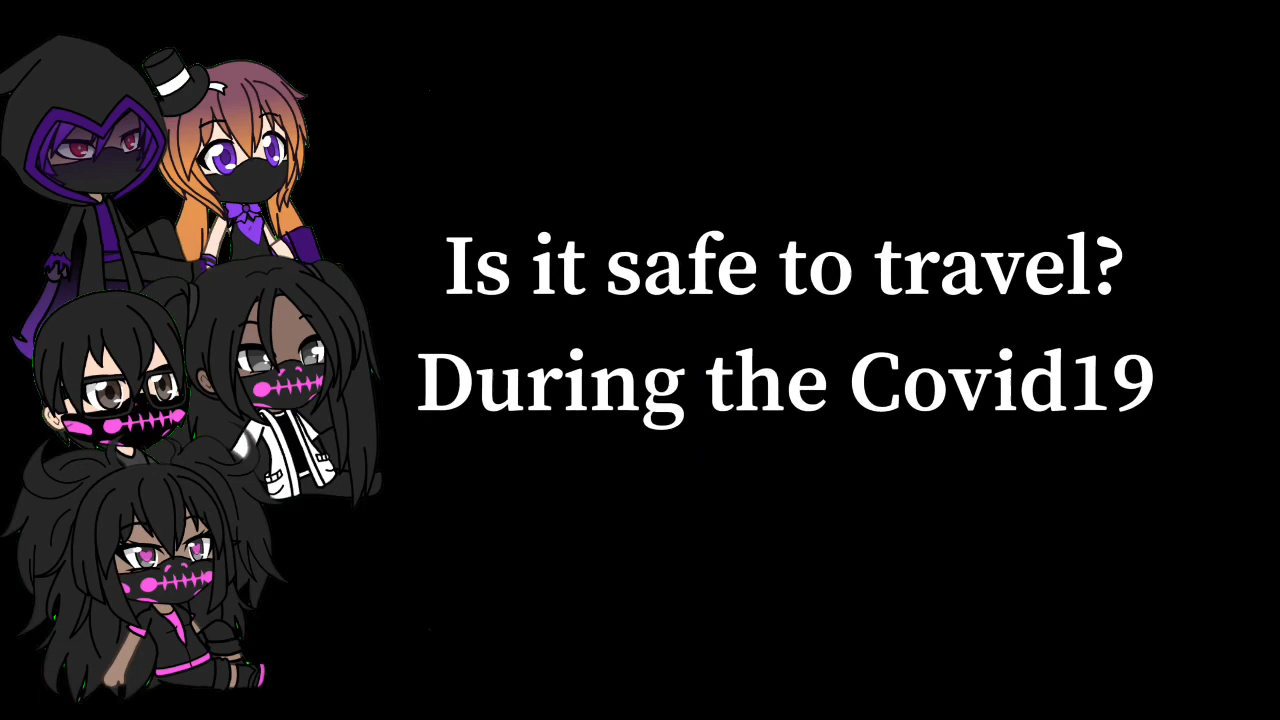 Is it safe to travel?
During the Covid19